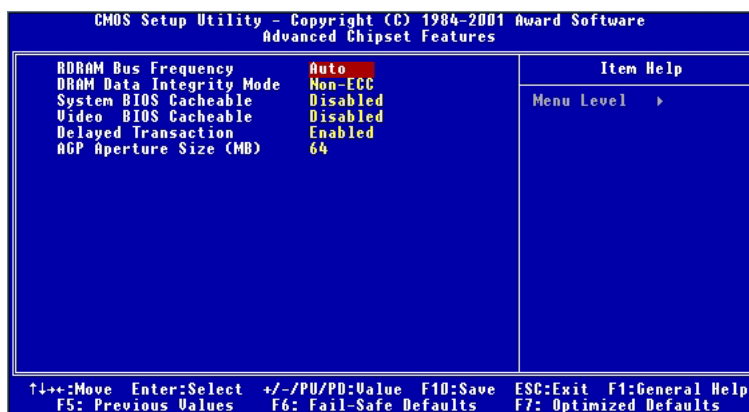 CMOS Setup Utility - Copyright (C) 1984-2001 Award Software
Advanced Chipset Features
RDRAM Bus Frequency Auto
DRAM Data Integrity Mode Non-ECC
System BIOS Cacheable Disabled
Video BIOS Cacheable Disabled
Delayed Transaction Enabled
AGP Aperture Size (MB) 64
Item Help
Menu Level ▸
↑↓→←:Move Enter:Select +/-/PU/PD:Value F10:Save ESC:Exit F1:General Help
F5: Previous Values F6: Fail-Safe Defaults F7: Optimized Defaults